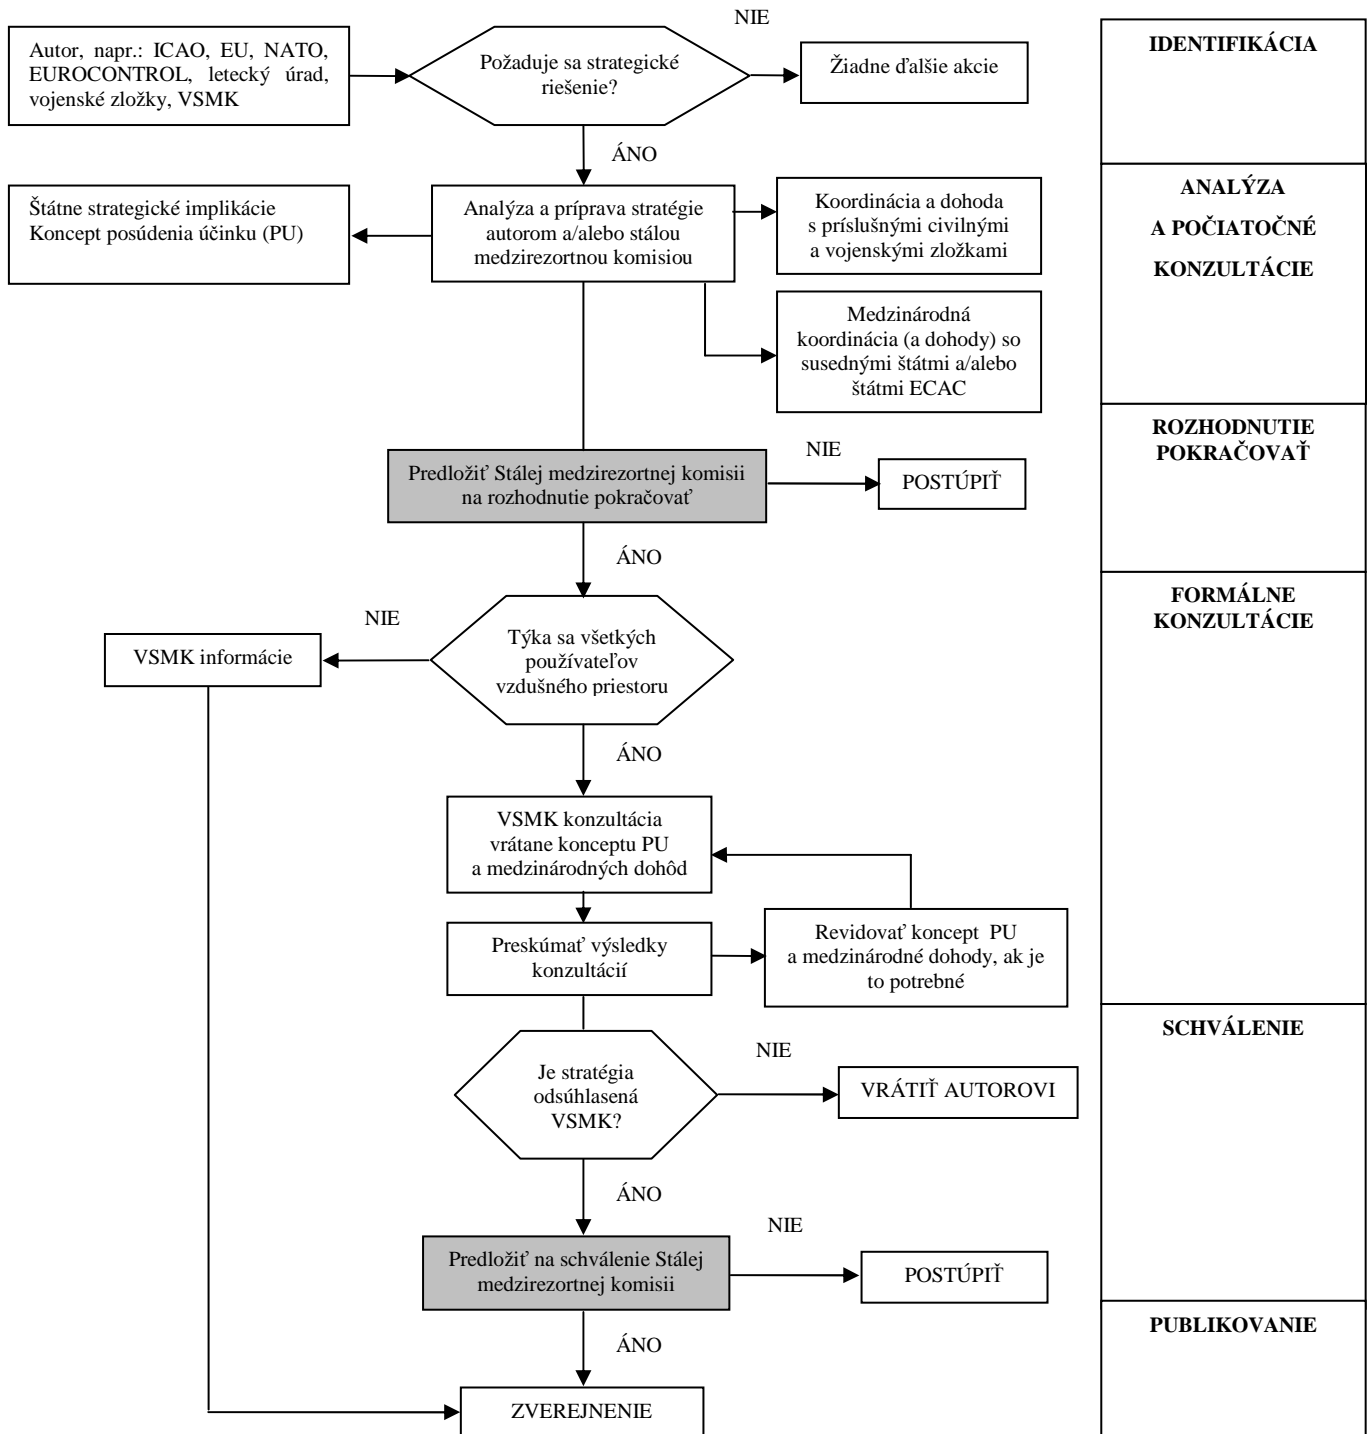 Autor, napr.: ICAO, EU, NATO,
EUROCONTROL, letecký úrad,
vojenské zložky, VSMK
Požaduje sa strategické
riešenie?
NIE
Žiadne ďalšie akcie
IDENTIFIKÁCIA
ÁNO
Štátne strategické implikácie
Koncept posúdenia účinku (PU)
Analýza a príprava stratégie
autorom a/alebo stálou
medzirezortnou komisiou
Koordinácia a dohoda
s príslušnými civilnými
a vojenskými zložkami
Medzinárodná
koordinácia (a dohody) so
susednými štátmi a/alebo
štátmi ECAC
ANALÝZA
A POČIATOČNÉ
KONZULTÁCIE
Predložiť Stálej medzirezortnej komisii
na rozhodnutie pokračovať
NIE
POSTÚPIŤ
ROZHODNUTIE
POKRAČOVAŤ
ÁNO
Týka sa všetkých
používateľov
vzdušného priestoru
NIE
VSMK informácie
FORMÁLNE
KONZULTÁCIE
ÁNO
VSMK konzultácia
vrátane konceptu PU
a medzinárodných dohôd
Preskúmať výsledky
konzultácií
Revidovať koncept PU
a medzinárodné dohody, ak je
to potrebné
Je stratégia
odsúhlasená
VSMK?
NIE
VRÁTIŤ AUTOROVI
SCHVÁLENIE
ÁNO
Predložiť na schválenie Stálej
medzirezortnej komisii
NIE
POSTÚPIŤ
ÁNO
ZVEREJNENIE
PUBLIKOVANIE